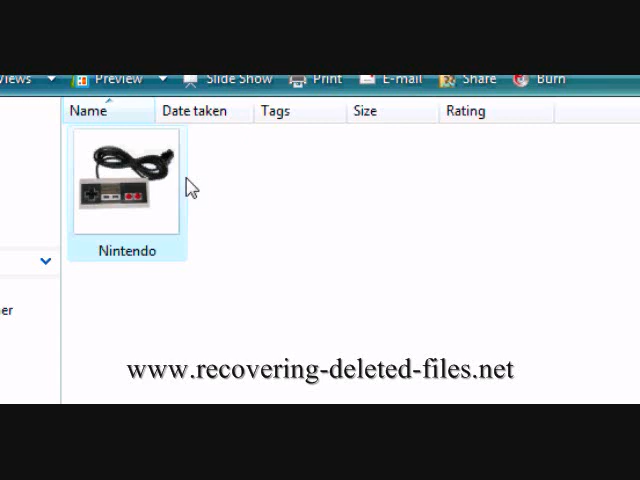 Views Preview Slide Show Print E-mail Share Burn
Name Date taken Tags Size Rating
Nintendo
er
www.recovering-deleted-files.net